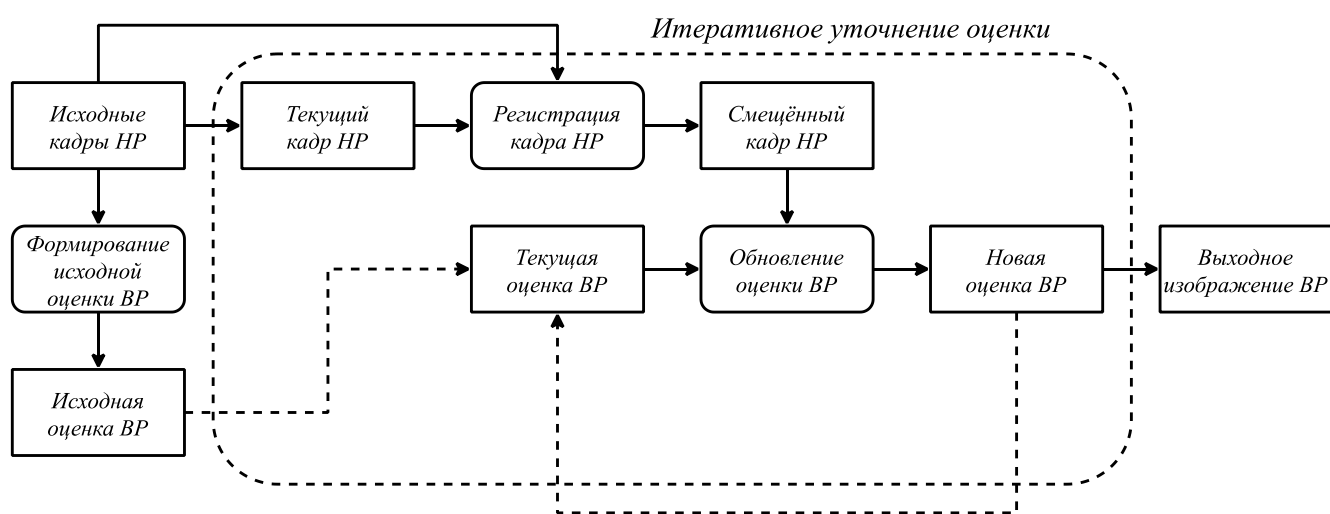 Итеративное уточнение оценки
Исходные
кадры НР
Текущий
кадр НР
Регистрация
кадра НР
Смещённый
кадр НР
Формирование
исходной
оценки ВР
Текущая
оценка ВР
Обновление
оценки ВР
Новая
оценка ВР
Выходное
изображение ВР
Исходная
оценка ВР